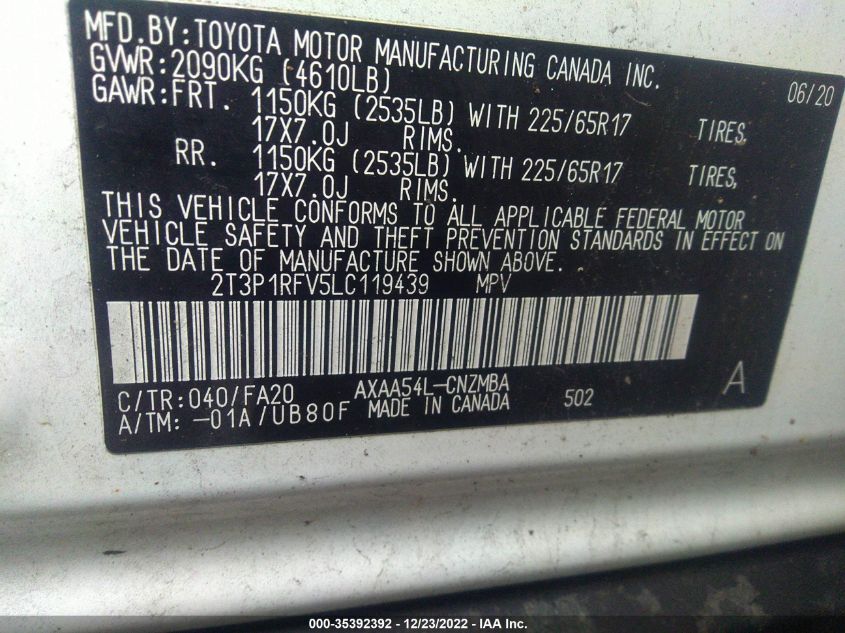 MFD.BY:TOYOTA MOTOR MANUFACTURING CANADA INC.
GVWR:2090KG (4610LB) 06/20
GAWR:FRT. 1150KG (2535LB) WITH 225/65R17 TIRES,
17X7.0J RIMS.
RR. 1150KG (2535LB) WITH 225/65R17 TIRES,
17X7.0J RIMS.
THIS VEHICLE CONFORMS TO ALL APPLICABLE FEDERAL MOTOR
VEHICLE SAFETY AND THEFT PREVENTION STANDARDS IN EFFECT ON
THE DATE OF MANUFACTURE SHOWN ABOVE.
2T3P1RFV5LC119439 MPV
C/TR:040/FA20 AXAA54L-CNZMBA A
A/TM: -01A/UB80F MADE IN CANADA 502
000-35392392 - 12/23/2022 - IAA Inc.